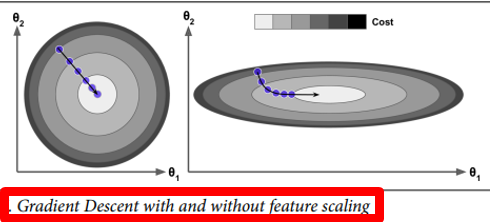 θ2
θ2
Cost
θ1
θ1
. Gradient Descent with and without feature scaling